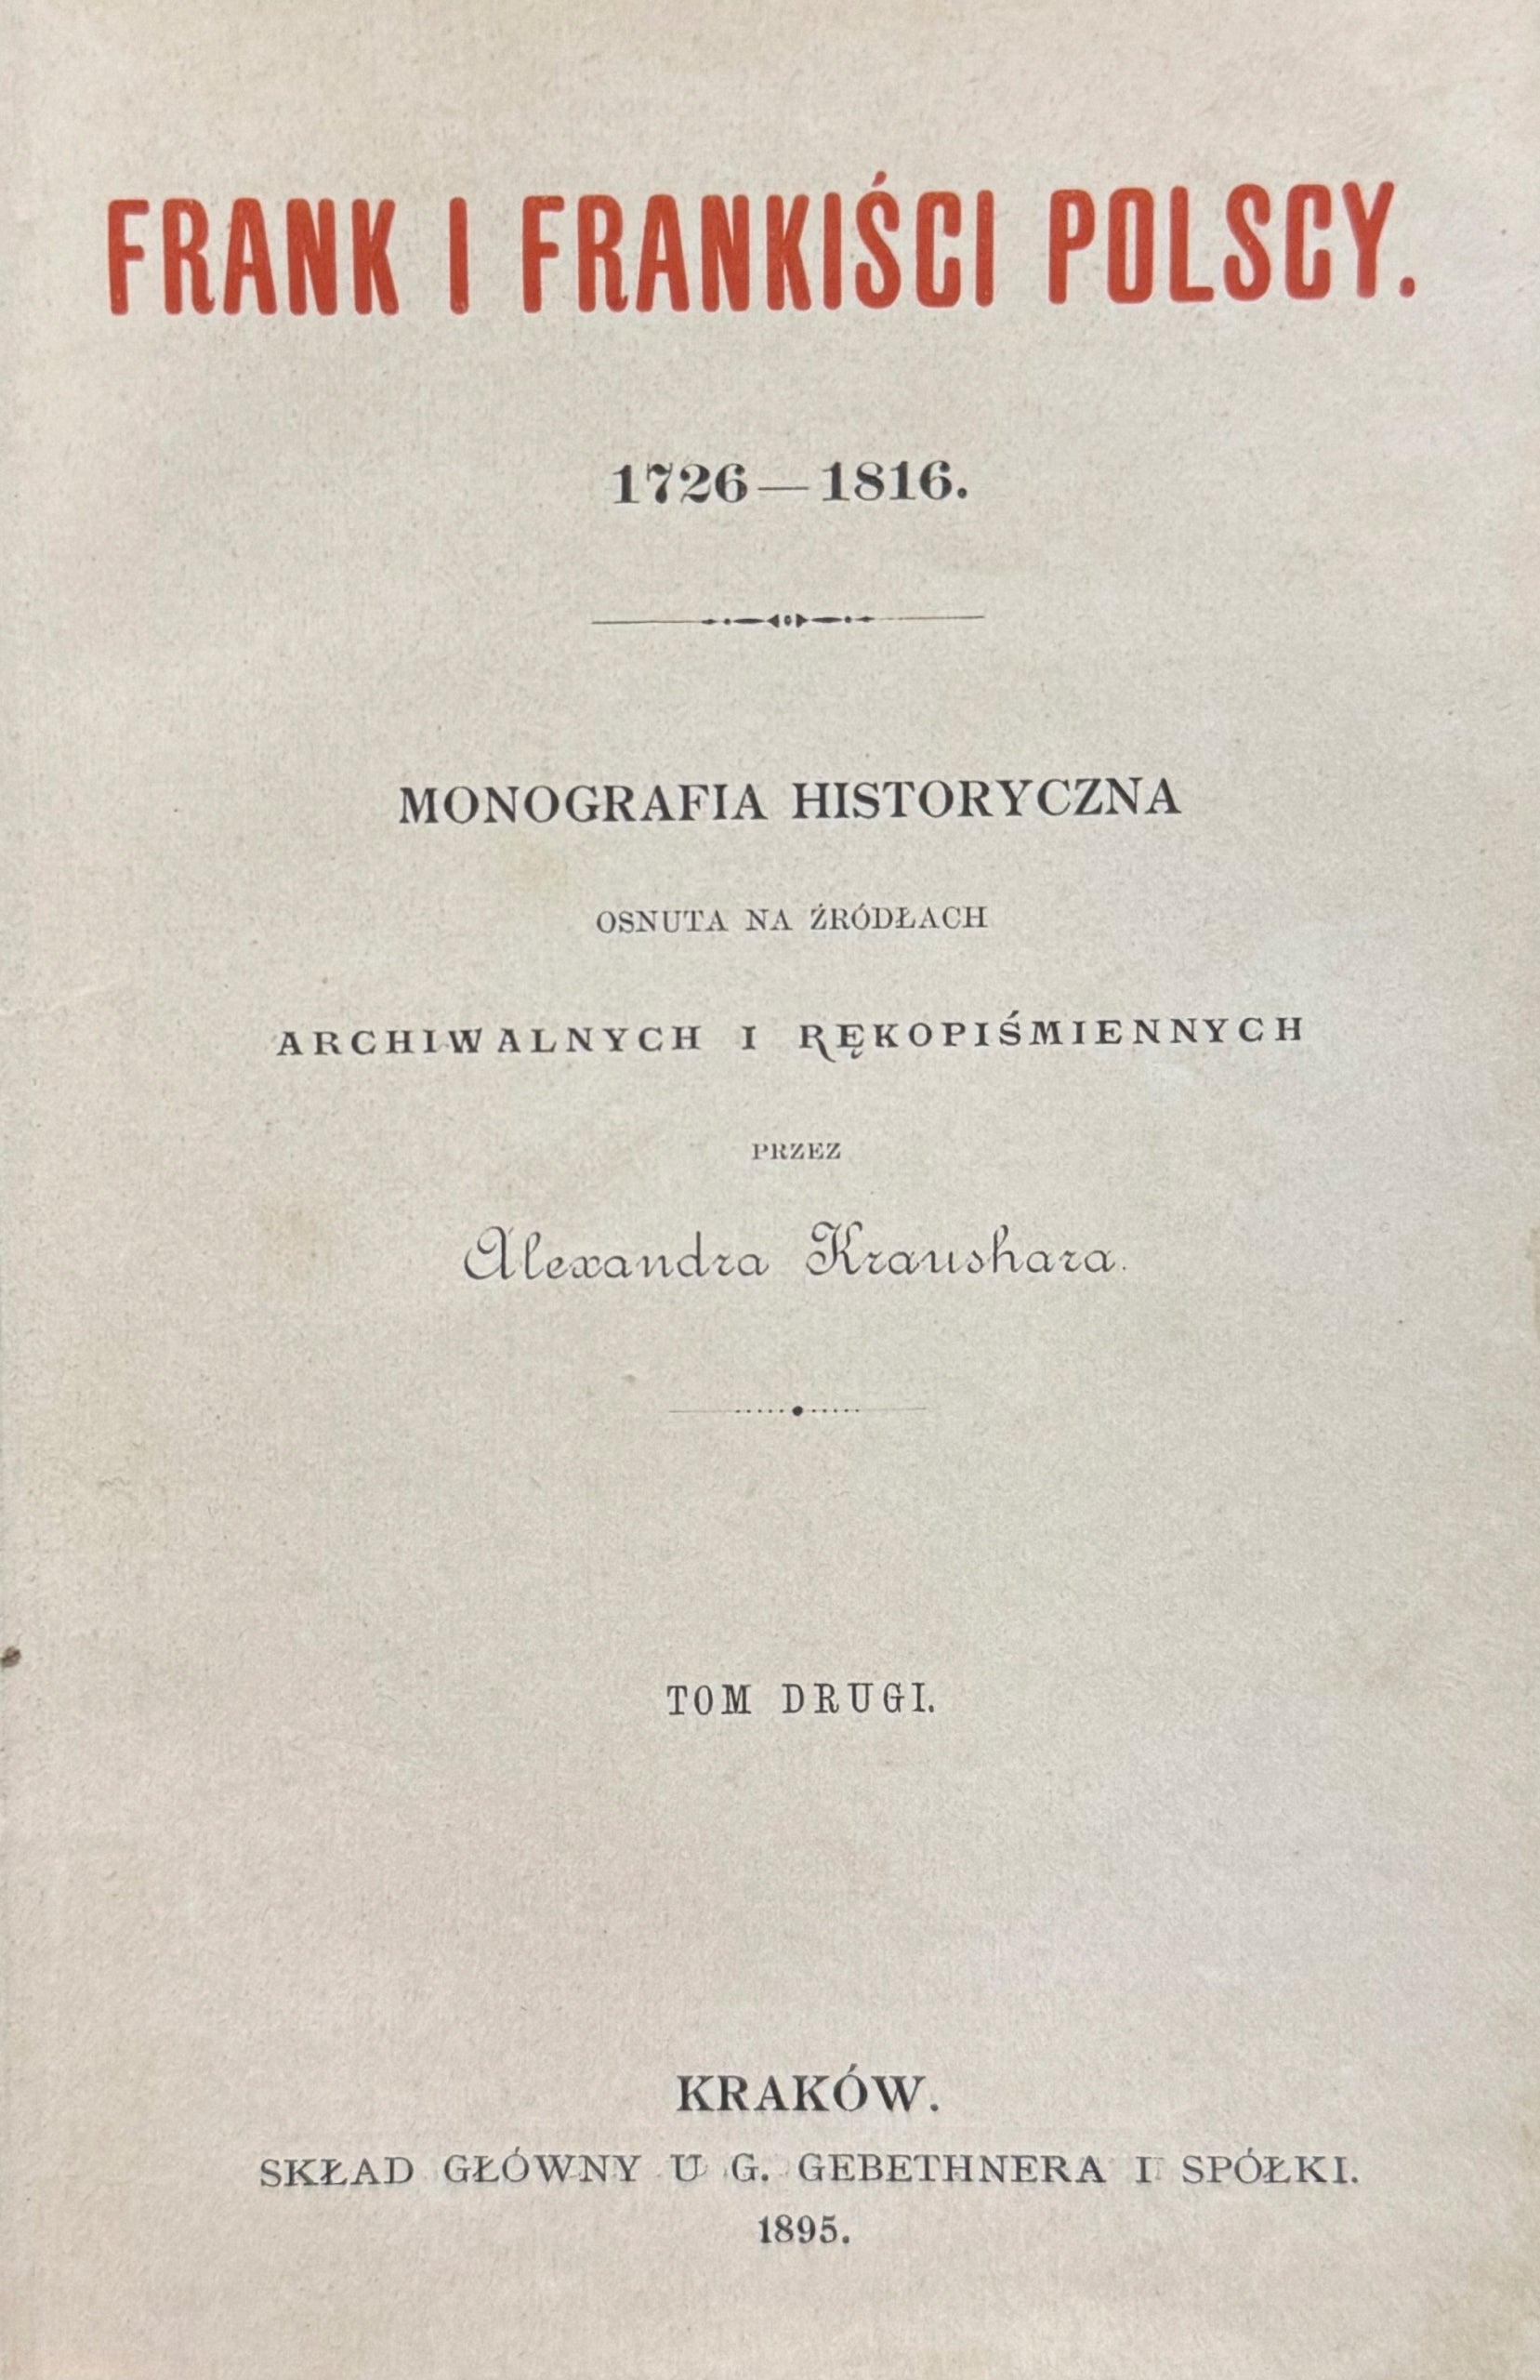 FRANK I FRANKIŚCI POLSCY.
1726—1816.
MONOGRAFIA HISTORYCZNA
OSNUTA NA ŹRÓDŁACH
ARCHIWALNYCH I RĘKOPIŚMIENNYCH
PRZEZ
Alexandra Kraushara.
TOM DRUGI.
KRAKÓW.
SKŁAD GŁÓWNY U G. GEBETHNERA I SPÓŁKI.
1895.